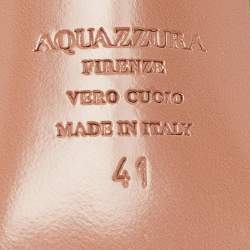 AQUAZZURA
FIRENZE
VERO CUOIO
MADE IN ITALY
41